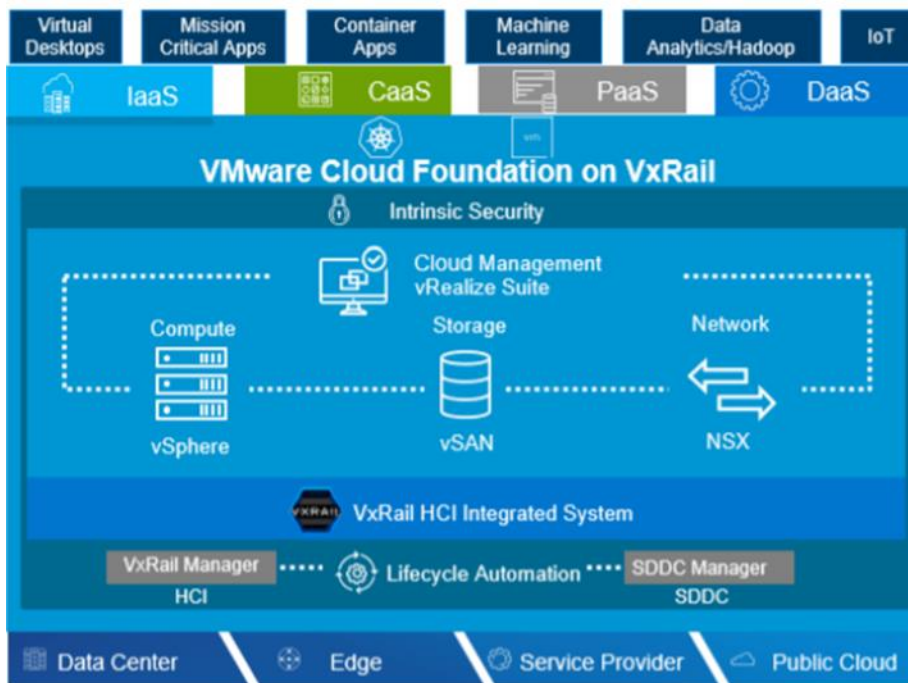 Virtual
Desktops
Mission
Critical Apps
Container
Apps
Machine
Learning
Data
Analytics/Hadoop
IoT
IaaS
CaaS
PaaS
DaaS
VMware Cloud Foundation on VxRail
Intrinsic Security
Cloud Management
vRealize Suite
Compute
Storage
Network
vSphere
vSAN
NSX
VXRAIL
VxRail HCI Integrated System
VxRail Manager
Lifecycle Automation
SDDC Manager
HCI
SDDC
Data Center
Edge
Service Provider
Public Cloud